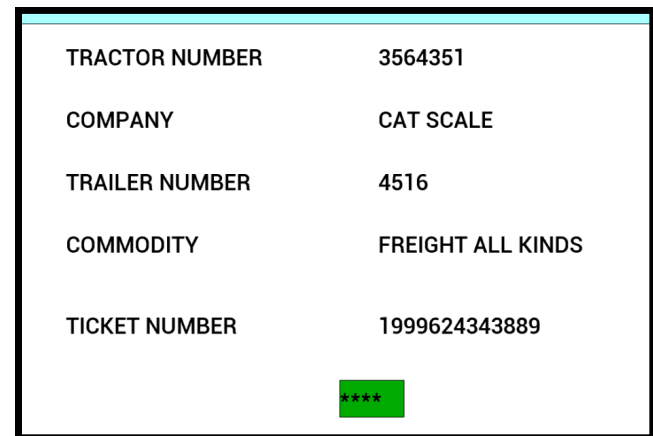 TRACTOR NUMBER 3564351
COMPANY CAT SCALE
TRAILER NUMBER 4516
COMMODITY FREIGHT ALL KINDS
TICKET NUMBER 1999624343889
****